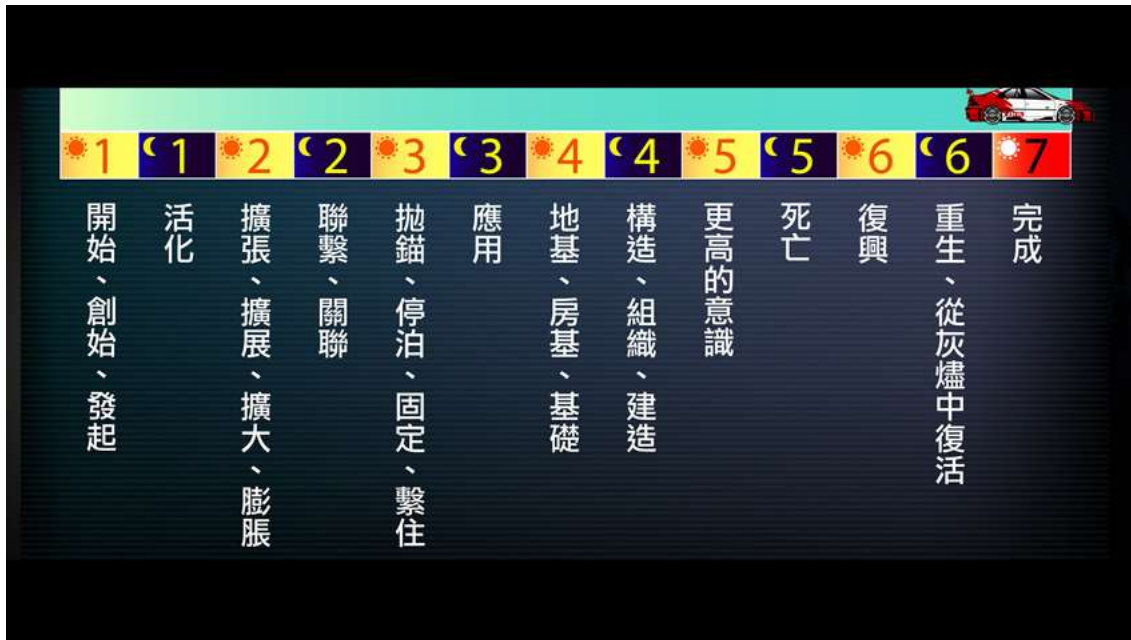 1 1 2 2 3 3 4 4 5 5 6 6 7
開始、創始、發起
活化
擴張、擴展、擴大、膨脹
聯繫、關聯
拋錨、停泊、固定、繫住
應用
地基、房基、基礎
構造、組織、建造
更高的意識
死亡
復興
重生、從灰燼中復活
完成